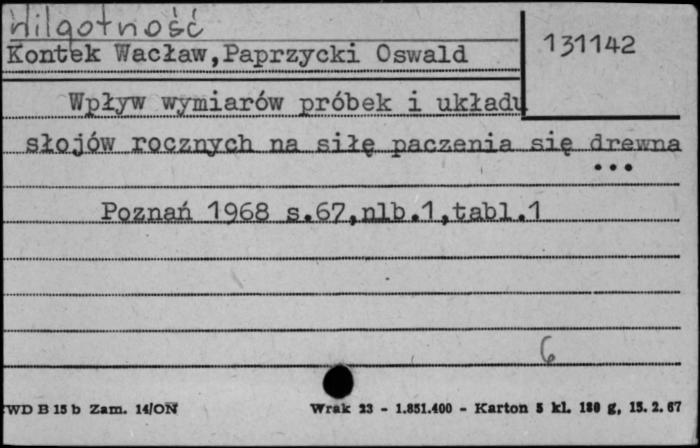 Wilgotność
Kontek Wacław,Paprzycki Oswald
131142
Wpływ wymiarów próbek i układu
słojów rocznych na siłę paczenia się drewna
...
Poznań 1968 s.67,nlb.1,tabl.1
6
WD B 15 b Zam. 14/ON Wrak 23 - 1.851.400 - Karton 5 kl. 180 g, 15. 2. 67